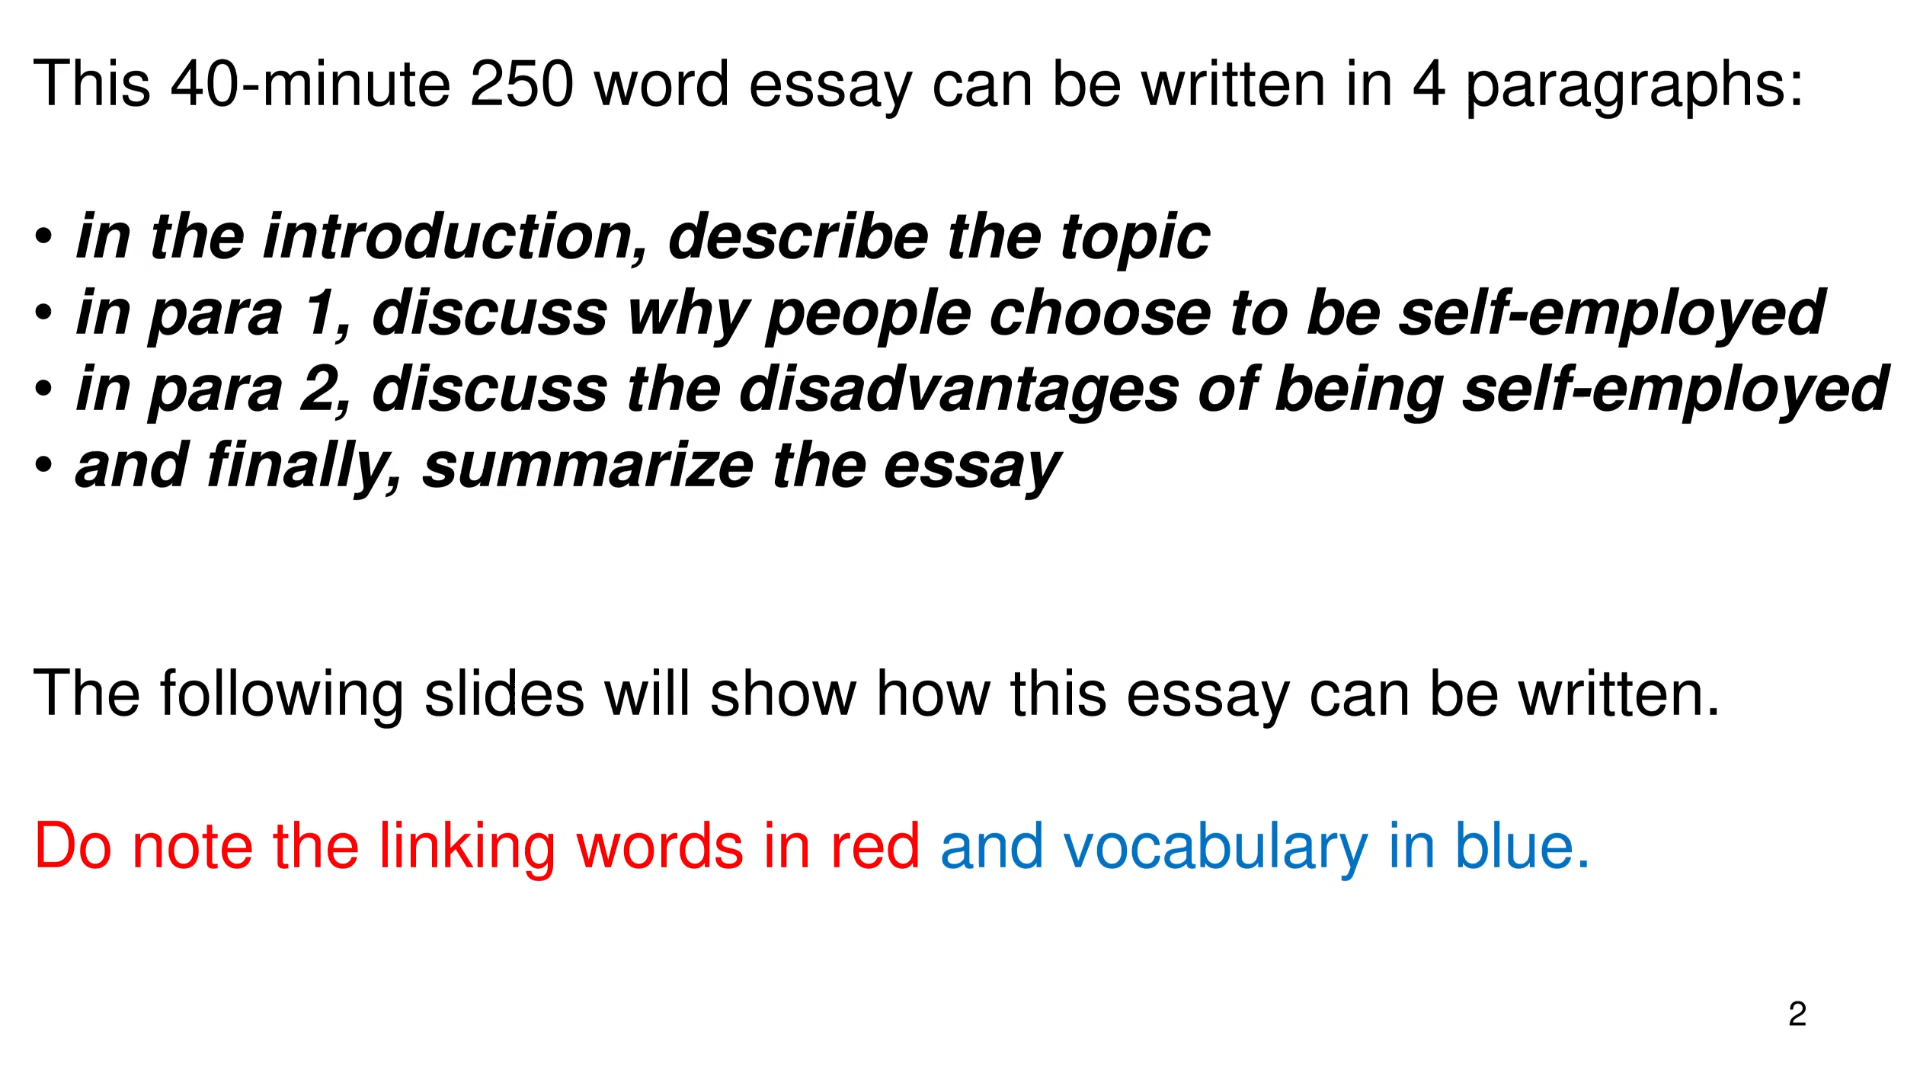 This 40-minute 250 word essay can be written in 4 paragraphs:
• in the introduction, describe the topic
• in para 1, discuss why people choose to be self-employed
• in para 2, discuss the disadvantages of being self-employed
• and finally, summarize the essay
The following slides will show how this essay can be written.
Do note the linking words in red and vocabulary in blue.
2